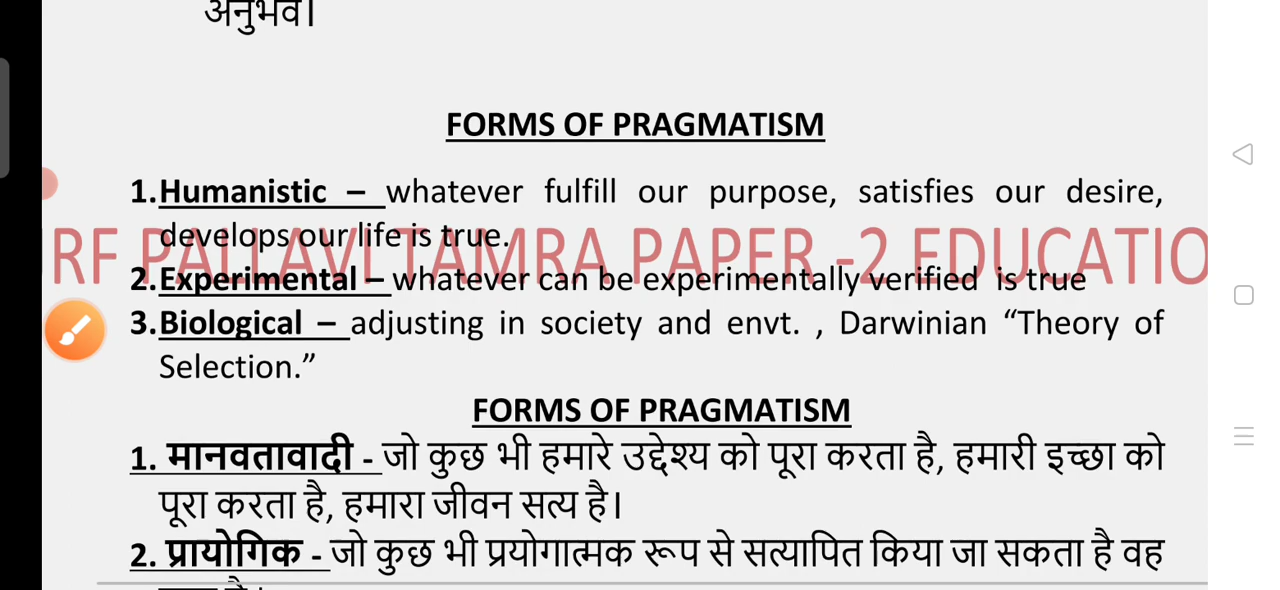 अनुभव।
FORMS OF PRAGMATISM
1.Humanistic – whatever fulfill our purpose, satisfies our desire,
develops our life is true.
RF PALLAVI TAMRA PAPER -2 EDUCATIO
2.Experimental – whatever can be experimentally verified is true
3.Biological – adjusting in society and envt. , Darwinian “Theory of
Selection.”
FORMS OF PRAGMATISM
1. मानवतावादी - जो कुछ भी हमारे उद्देश्य को पूरा करता है, हमारी इच्छा को
पूरा करता है, हमारा जीवन सत्य है।
2. प्रायोगिक - जो कुछ भी प्रयोगात्मक रूप से सत्यापित किया जा सकता है वह